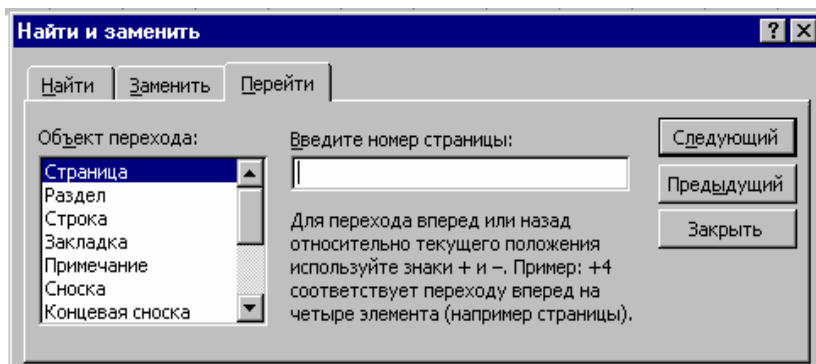 Найти и заменить
Найти
Заменить
Перейти
Объект перехода:
Страница
Раздел
Строка
Закладка
Примечание
Сноска
Концевая сноска
Введите номер страницы:
Для перехода вперед или назад
относительно текущего положения
используйте знаки + и –. Пример: +4
соответствует переходу вперед на
четыре элемента (например страницы).
Следующий
Предыдущий
Закрыть